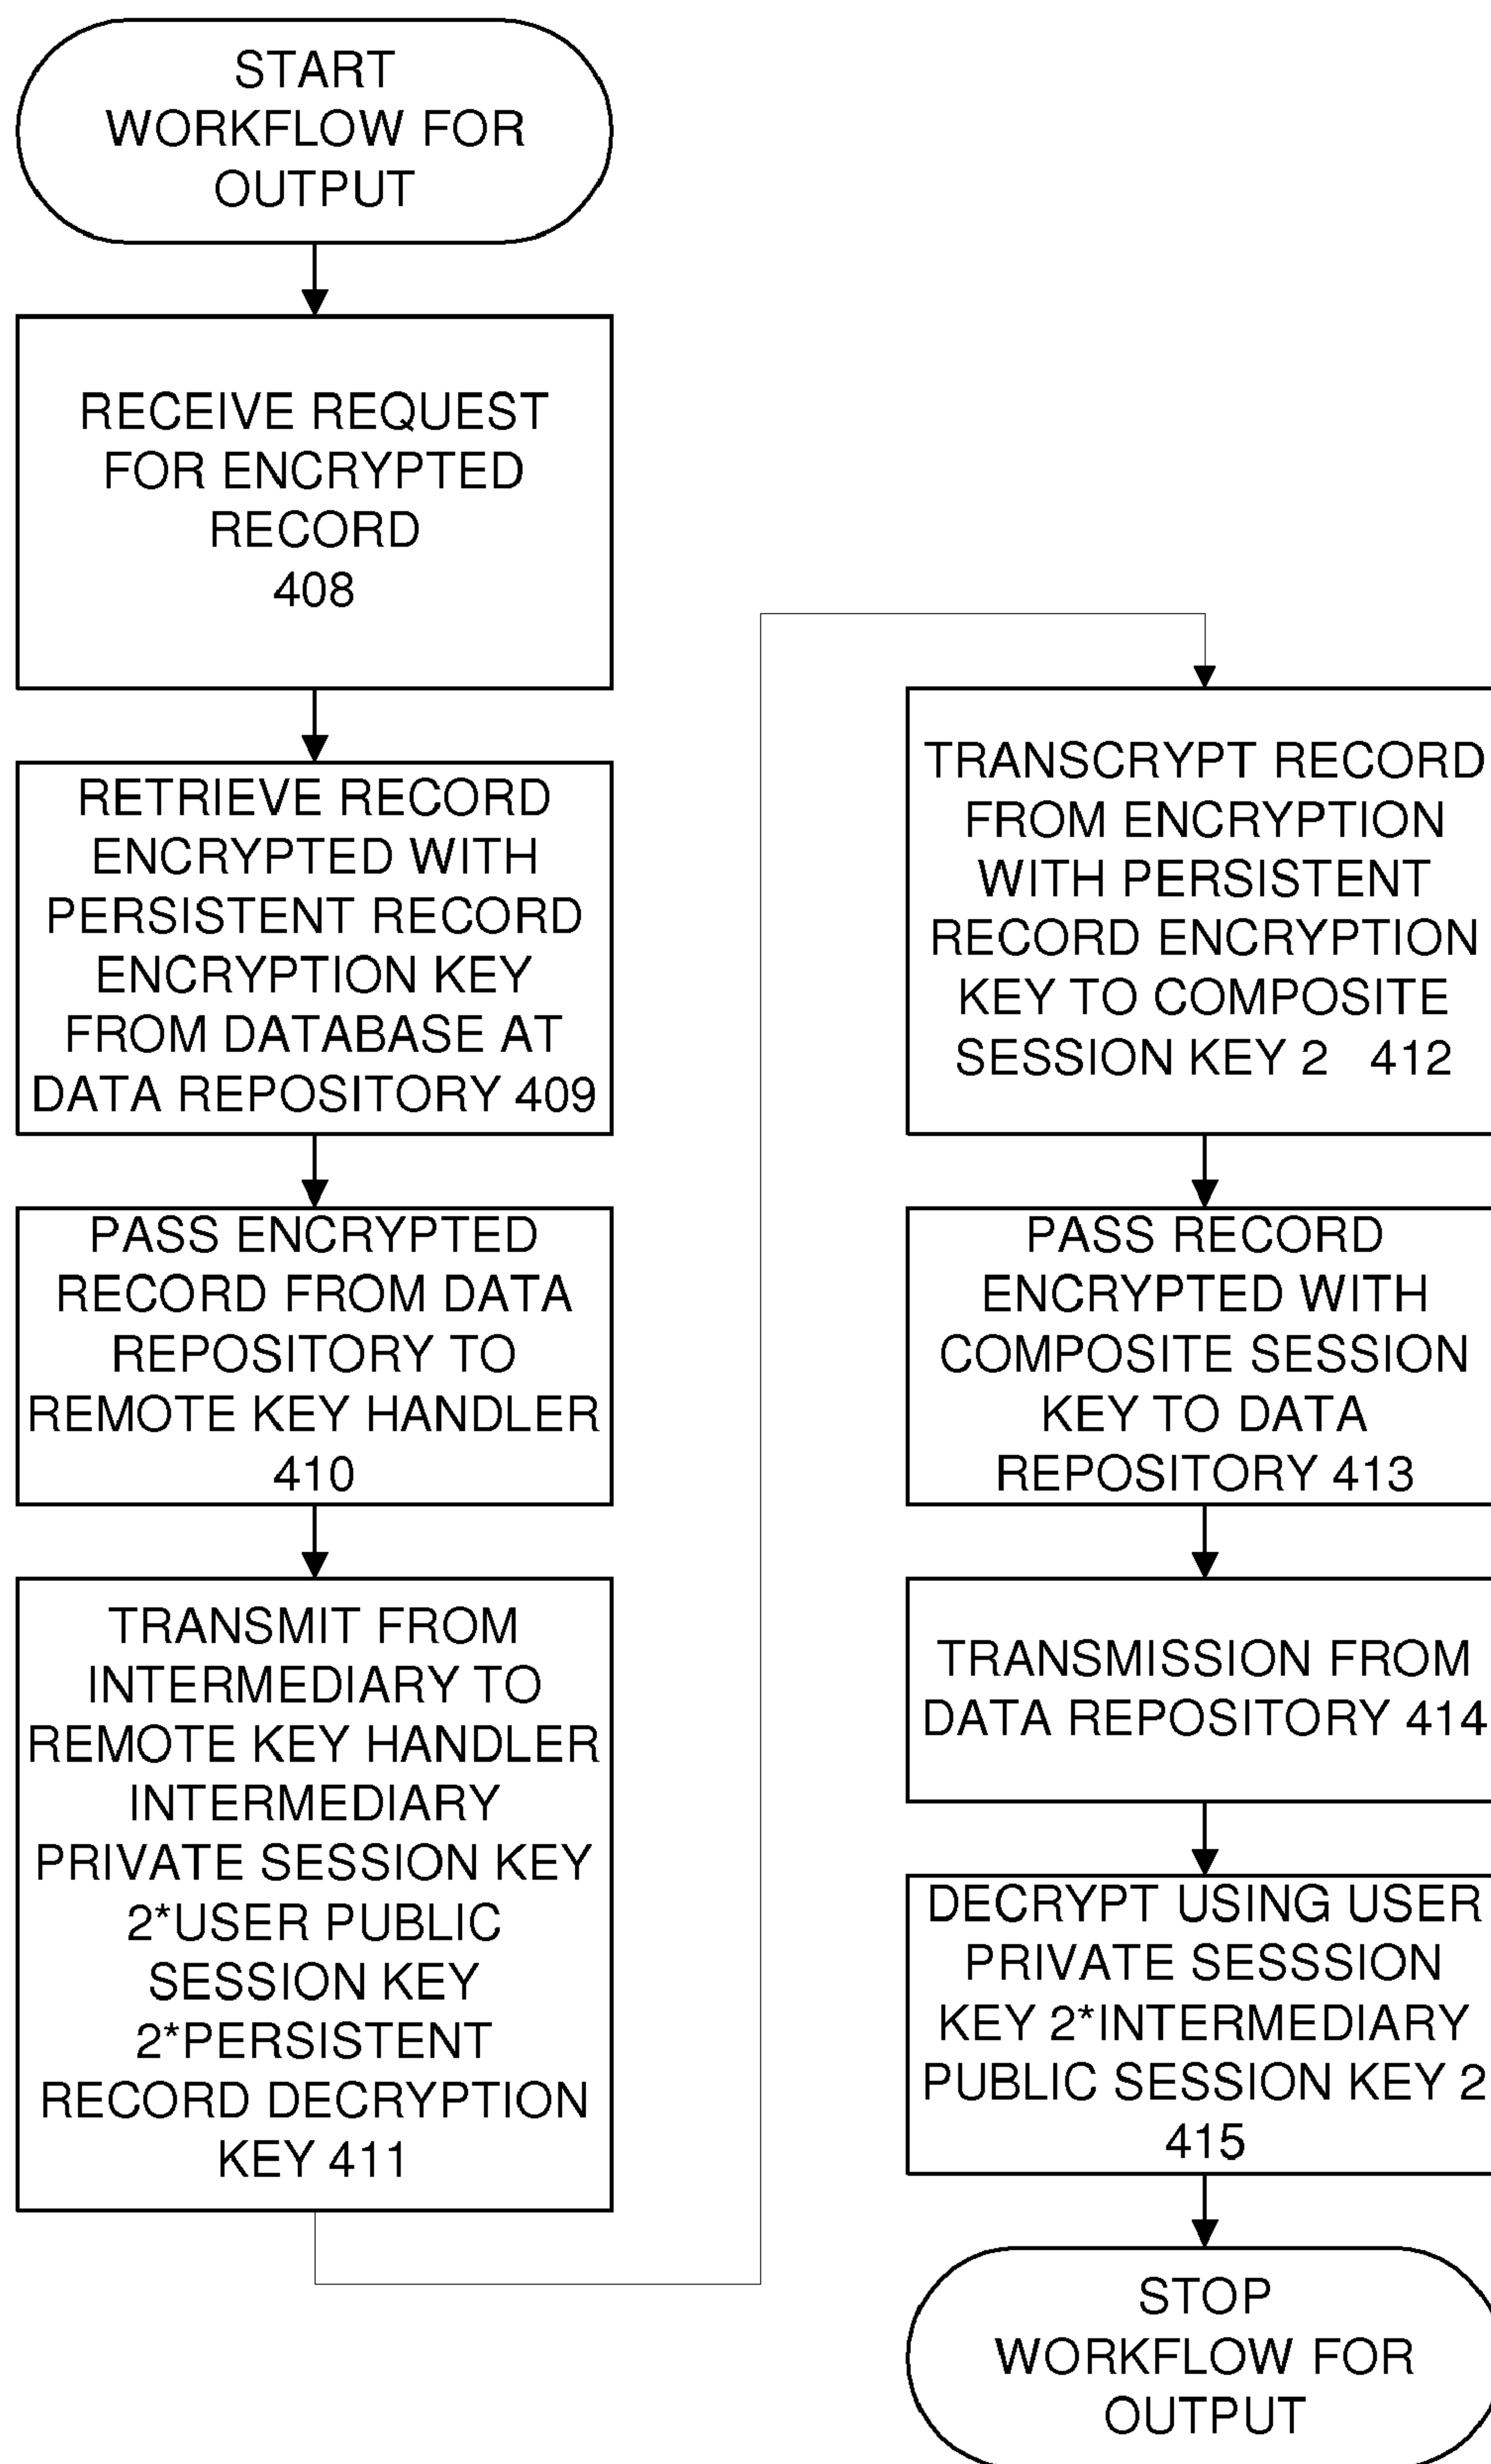 START
WORKFLOW FOR
OUTPUT
RECEIVE REQUEST
FOR ENCRYPTED
RECORD
408
RETRIEVE RECORD
ENCRYPTED WITH
PERSISTENT RECORD
ENCRYPTION KEY
FROM DATABASE AT
DATA REPOSITORY 409
PASS ENCRYPTED
RECORD FROM DATA
REPOSITORY TO
REMOTE KEY HANDLER
410
TRANSMIT FROM
INTERMEDIARY TO
REMOTE KEY HANDLER
INTERMEDIARY
PRIVATE SESSION KEY
2*USER PUBLIC
SESSION KEY
2*PERSISTENT
RECORD DECRYPTION
KEY 411
TRANSCRYPT RECORD
FROM ENCRYPTION
WITH PERSISTENT
RECORD ENCRYPTION
KEY TO COMPOSITE
SESSION KEY 2 412
PASS RECORD
ENCRYPTED WITH
COMPOSITE SESSION
KEY TO DATA
REPOSITORY 413
TRANSMISSION FROM
DATA REPOSITORY 414
DECRYPT USING USER
PRIVATE SESSSION
KEY 2*INTERMEDIARY
PUBLIC SESSION KEY 2
415
STOP
WORKFLOW FOR
OUTPUT